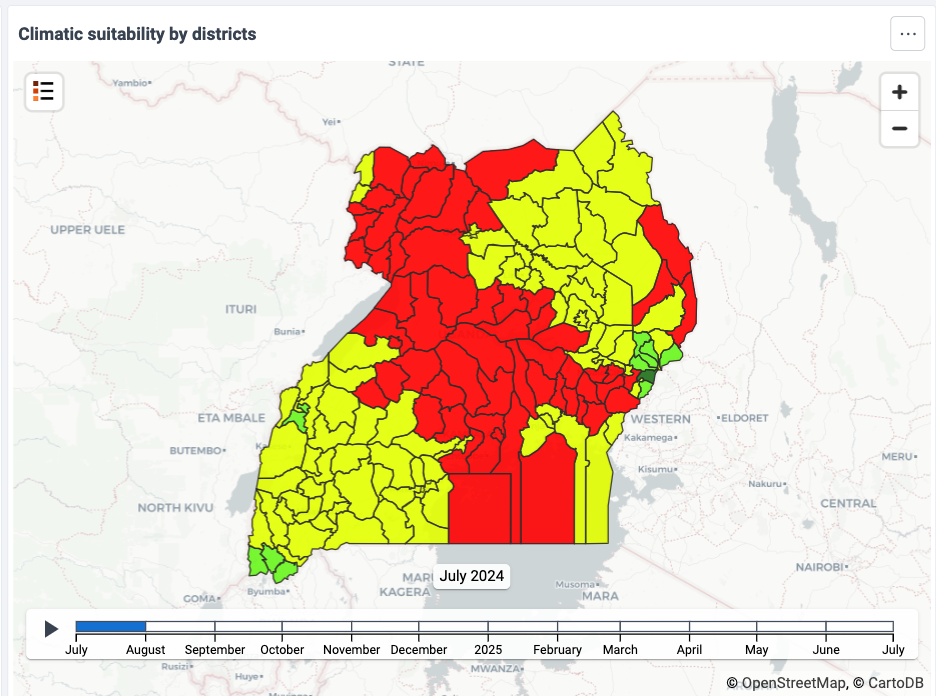 Climatic suitability by districts
...
STATE
Yambio
Yei
UPPER UELE
ITURI
Bunia
ETA MBALE
BUTEMBO
Ka
NORTH KIVU
WESTERN
ELDORET
Kakamega
MERU
Kisumu
Nakuru
CENTRAL
NAIROBI
July 2024
GOMA
Byumba
KAGERA
Musoma
MARA
July August September October November December 2025 February March April May June July
Rusizi
Huye
MWANZA
© OpenStreetMap, © CartoDB